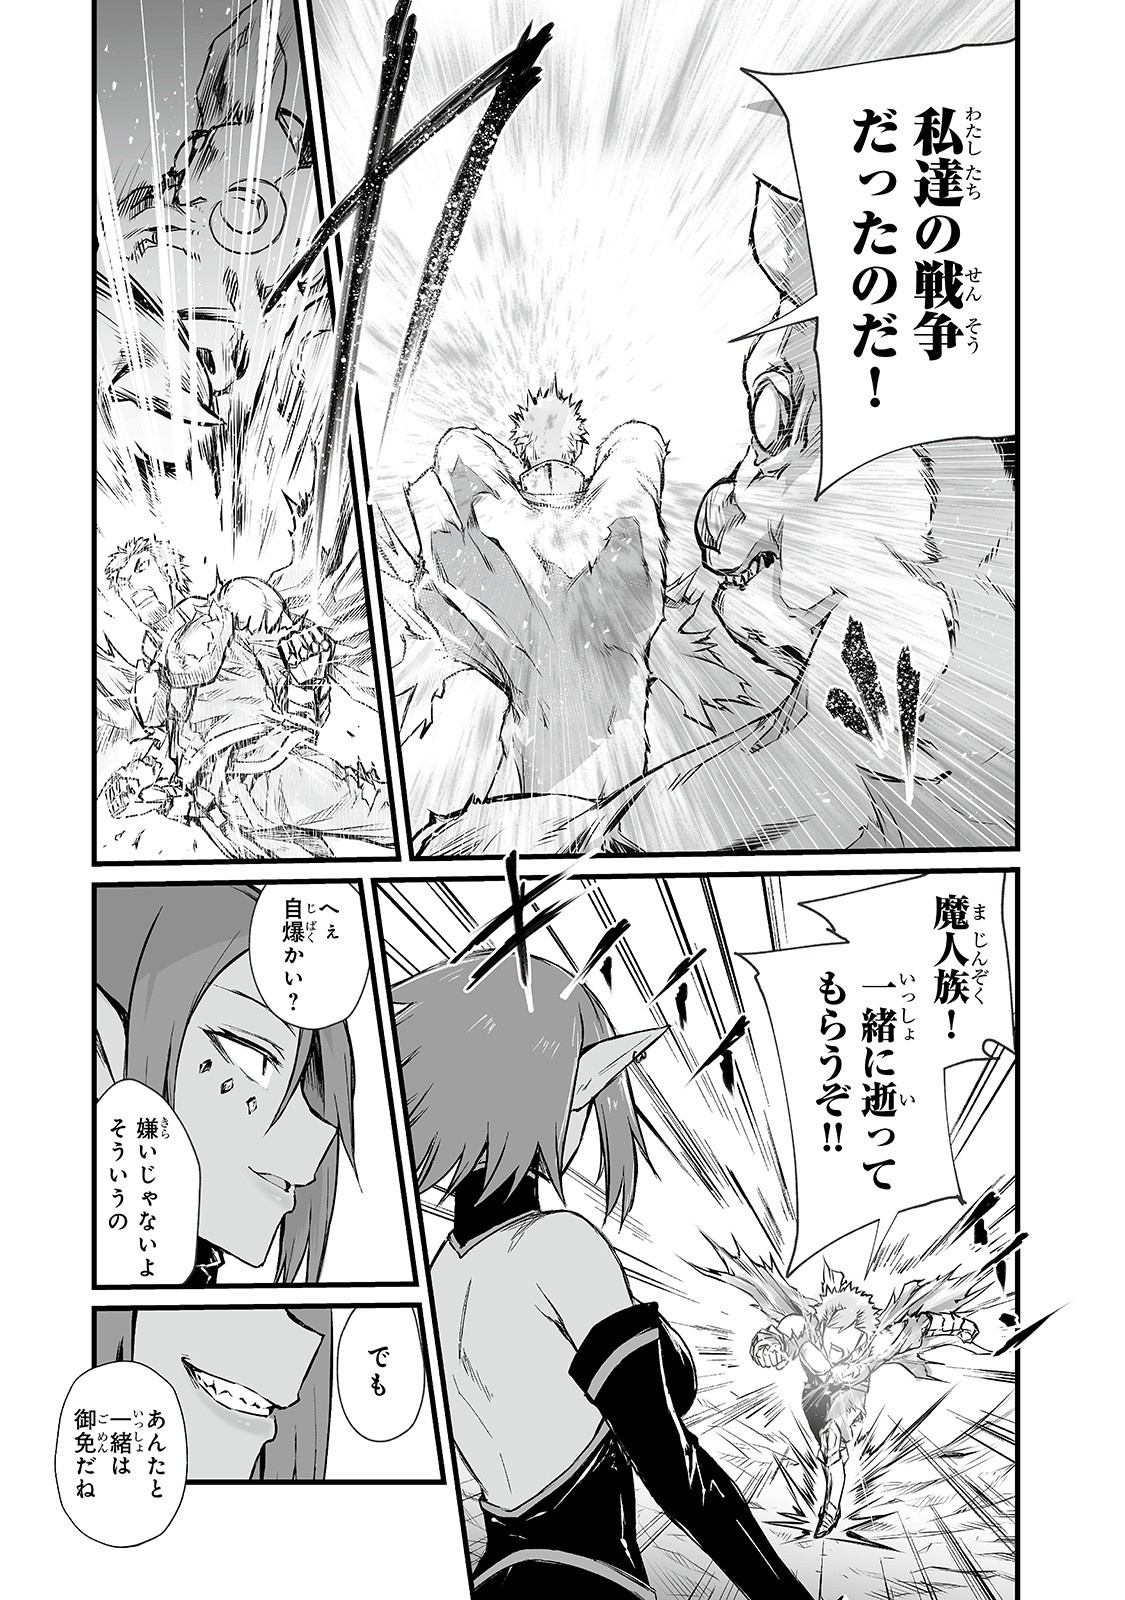 私達の戦争
だったのだ！
魔人族！
一緒に逝って
もらうぞ!!
へぇ
自爆かい？
嫌いじゃないよ
そういうの
でも
あんたと
一緒は
御免だね